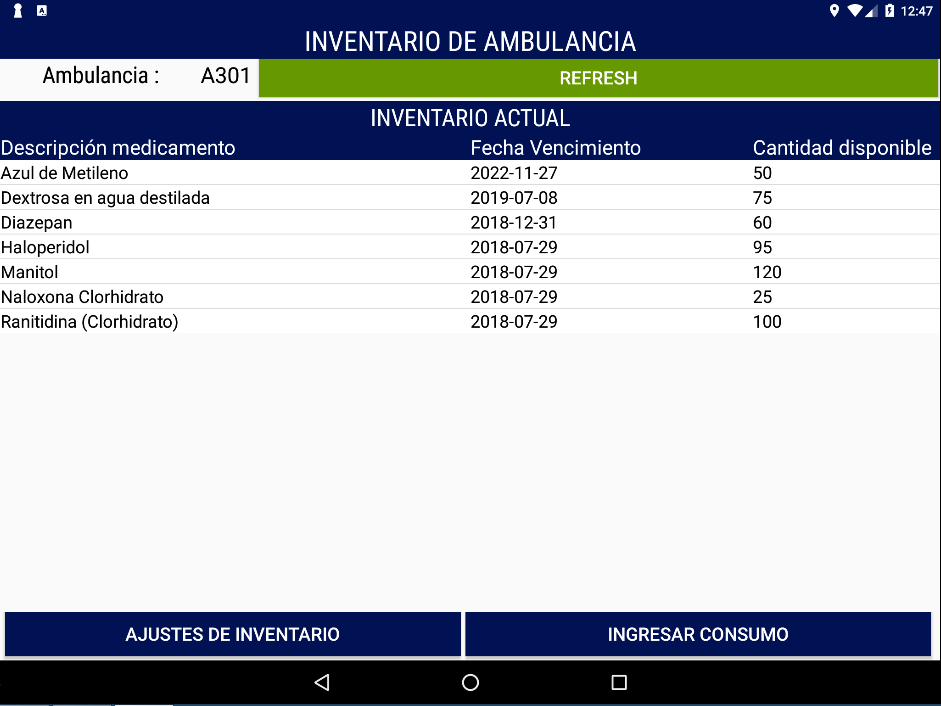 12:47
INVENTARIO DE AMBULANCIA
Ambulancia : A301 REFRESH
INVENTARIO ACTUAL
Descripción medicamento Fecha Vencimiento Cantidad disponible
Azul de Metileno 2022-11-27 50
Dextrosa en agua destilada 2019-07-08 75
Diazepan 2018-12-31 60
Haloperidol 2018-07-29 95
Manitol 2018-07-29 120
Naloxona Clorhidrato 2018-07-29 25
Ranitidina (Clorhidrato) 2018-07-29 100
AJUSTES DE INVENTARIO INGRESAR CONSUMO